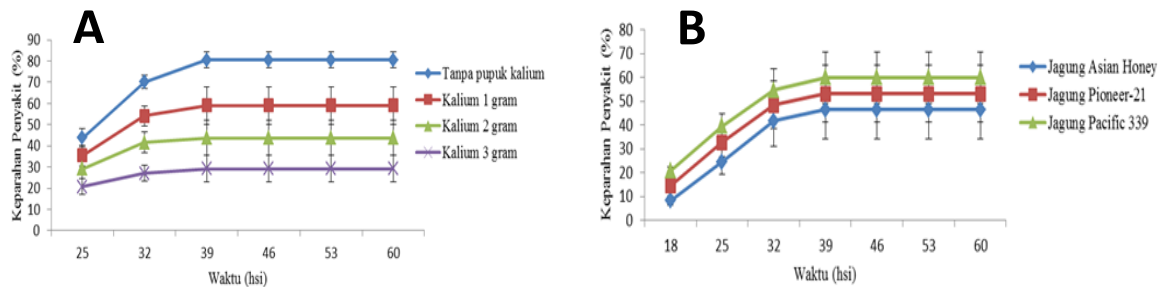 A
Keparahan Penyakit (%)
90
80
70
60
50
40
30
20
10
0
25 32 39 46 53 60
Waktu (hsi)
Tanpa pupuk kalium
Kalium 1 gram
Kalium 2 gram
Kalium 3 gram
B
Keparahan Penyakit (%)
80
70
60
50
40
30
20
10
0
18 25 32 39 46 53 60
Waktu (hsi)
Jagung Asian Honey
Jagung Pioneer-21
Jagung Pacific 339